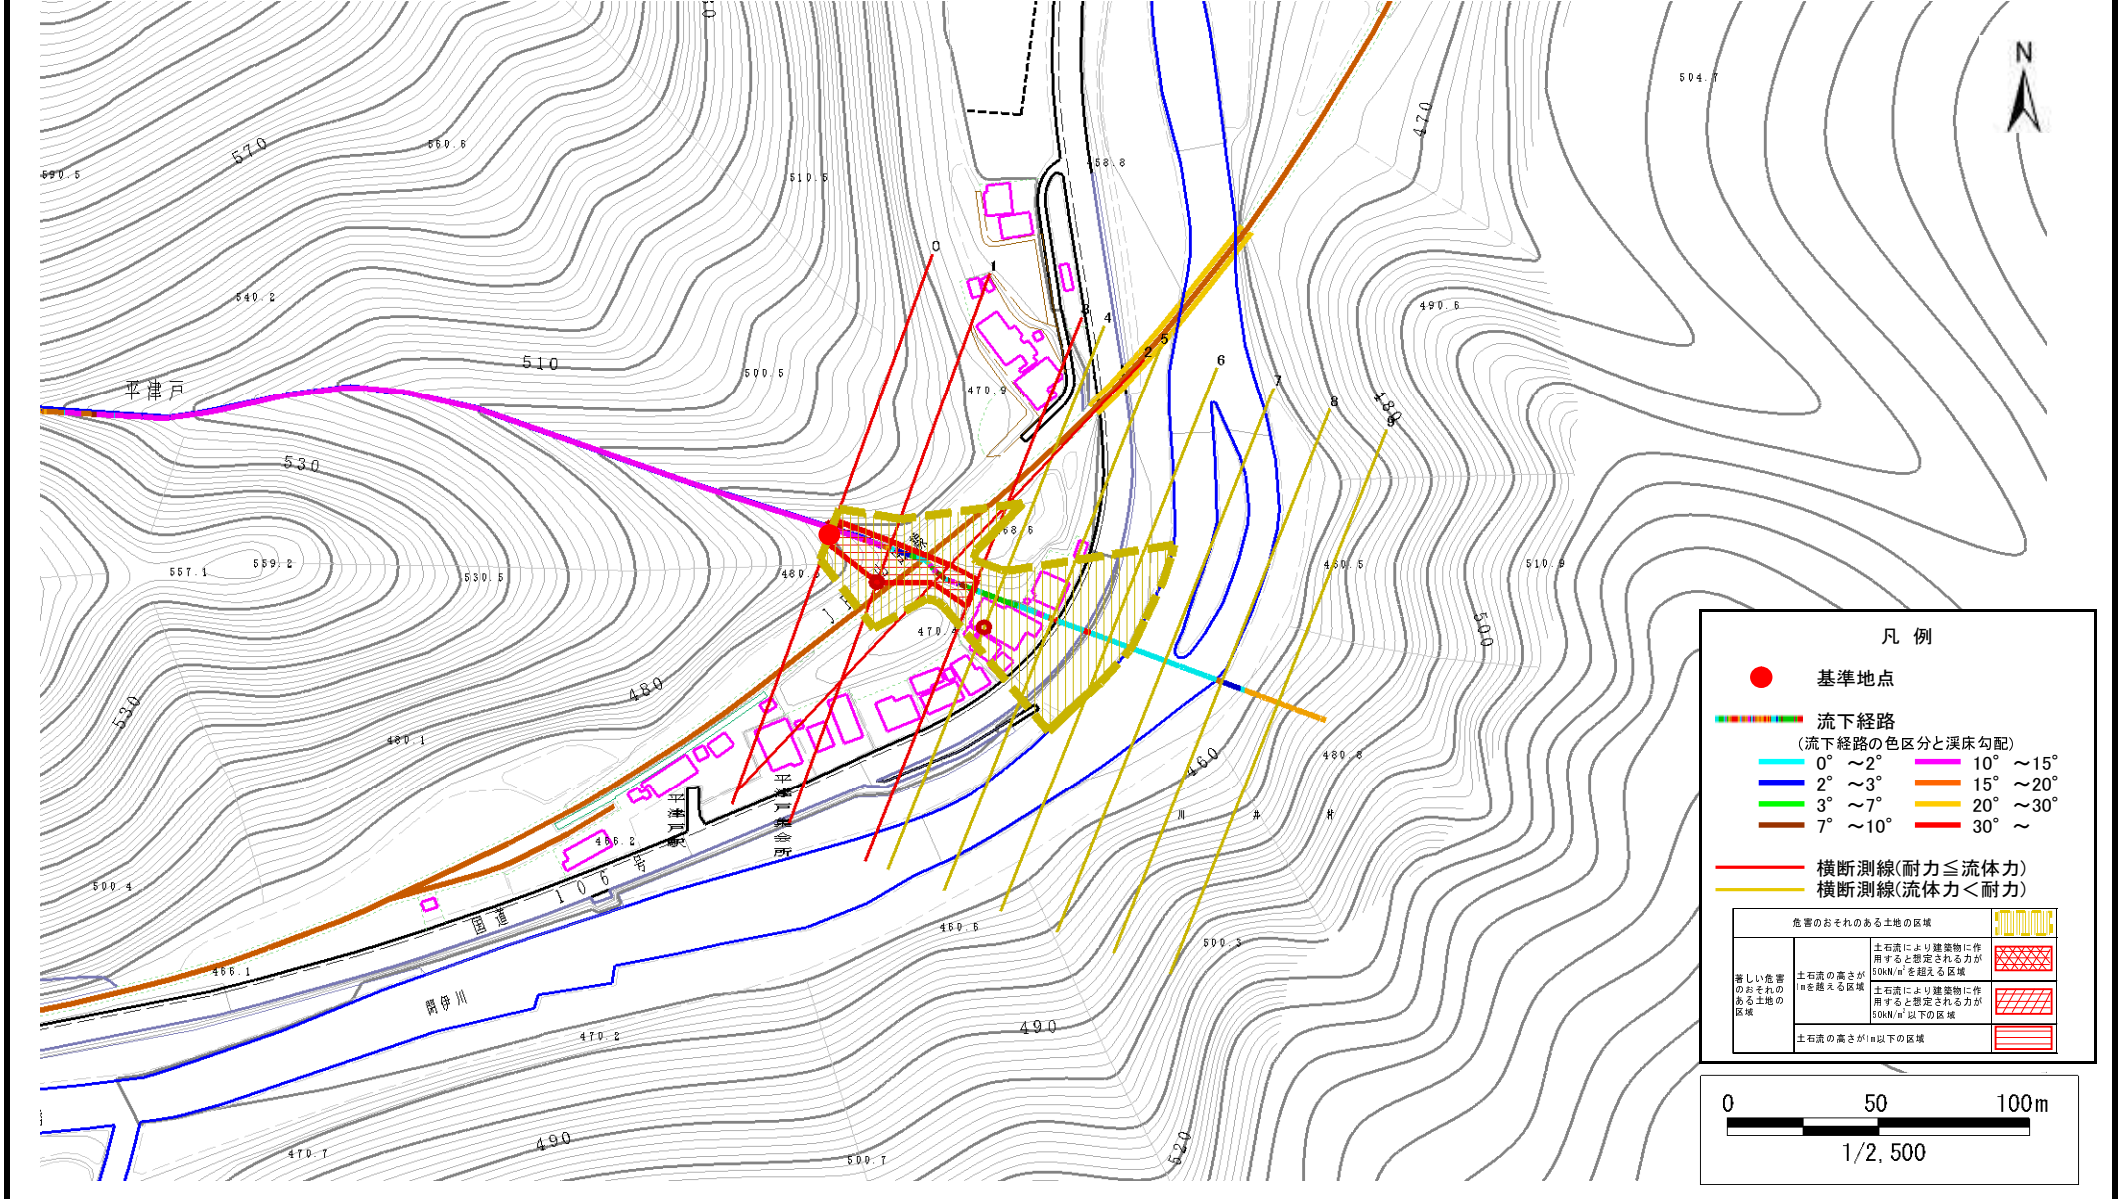 504.7
N
470
570
560.6
590.5
510.5
458.8
0
1
540.2
490.6
3
4
5
2
510
6
500.5
7
平津戸
470.9
8
480
9
530
468.6
557.1
559.2
530.5
480.3
450.5
510.9
470.4
500
480
530
480.1
460
480.8
平津戸駅
平津戸集会所
466.2
川井村
500.4
国道106号
460.6
500.3
466.1
閉伊川
470.2
490
490
470.7
500.7
520
凡例
基準地点
流下経路
(流下経路の色区分と渓床勾配)
0° ～2° 10° ～15°
2° ～3° 15° ～20°
3° ～7° 20° ～30°
7° ～10° 30° ～
横断測線(耐力≦流体力)
横断測線(流体力＜耐力)
危害のおそれのある土地の区域
著しい危害
のおそれの
ある土地の
区域
土石流の高さが
1mを越える区域
土石流により建築物に作
用すると想定される力が
50kN/m²を超える区域
土石流により建築物に作
用すると想定される力が
50kN/m²以下の区域
土石流の高さが1m以下の区域
0 50 100m
1/2,500